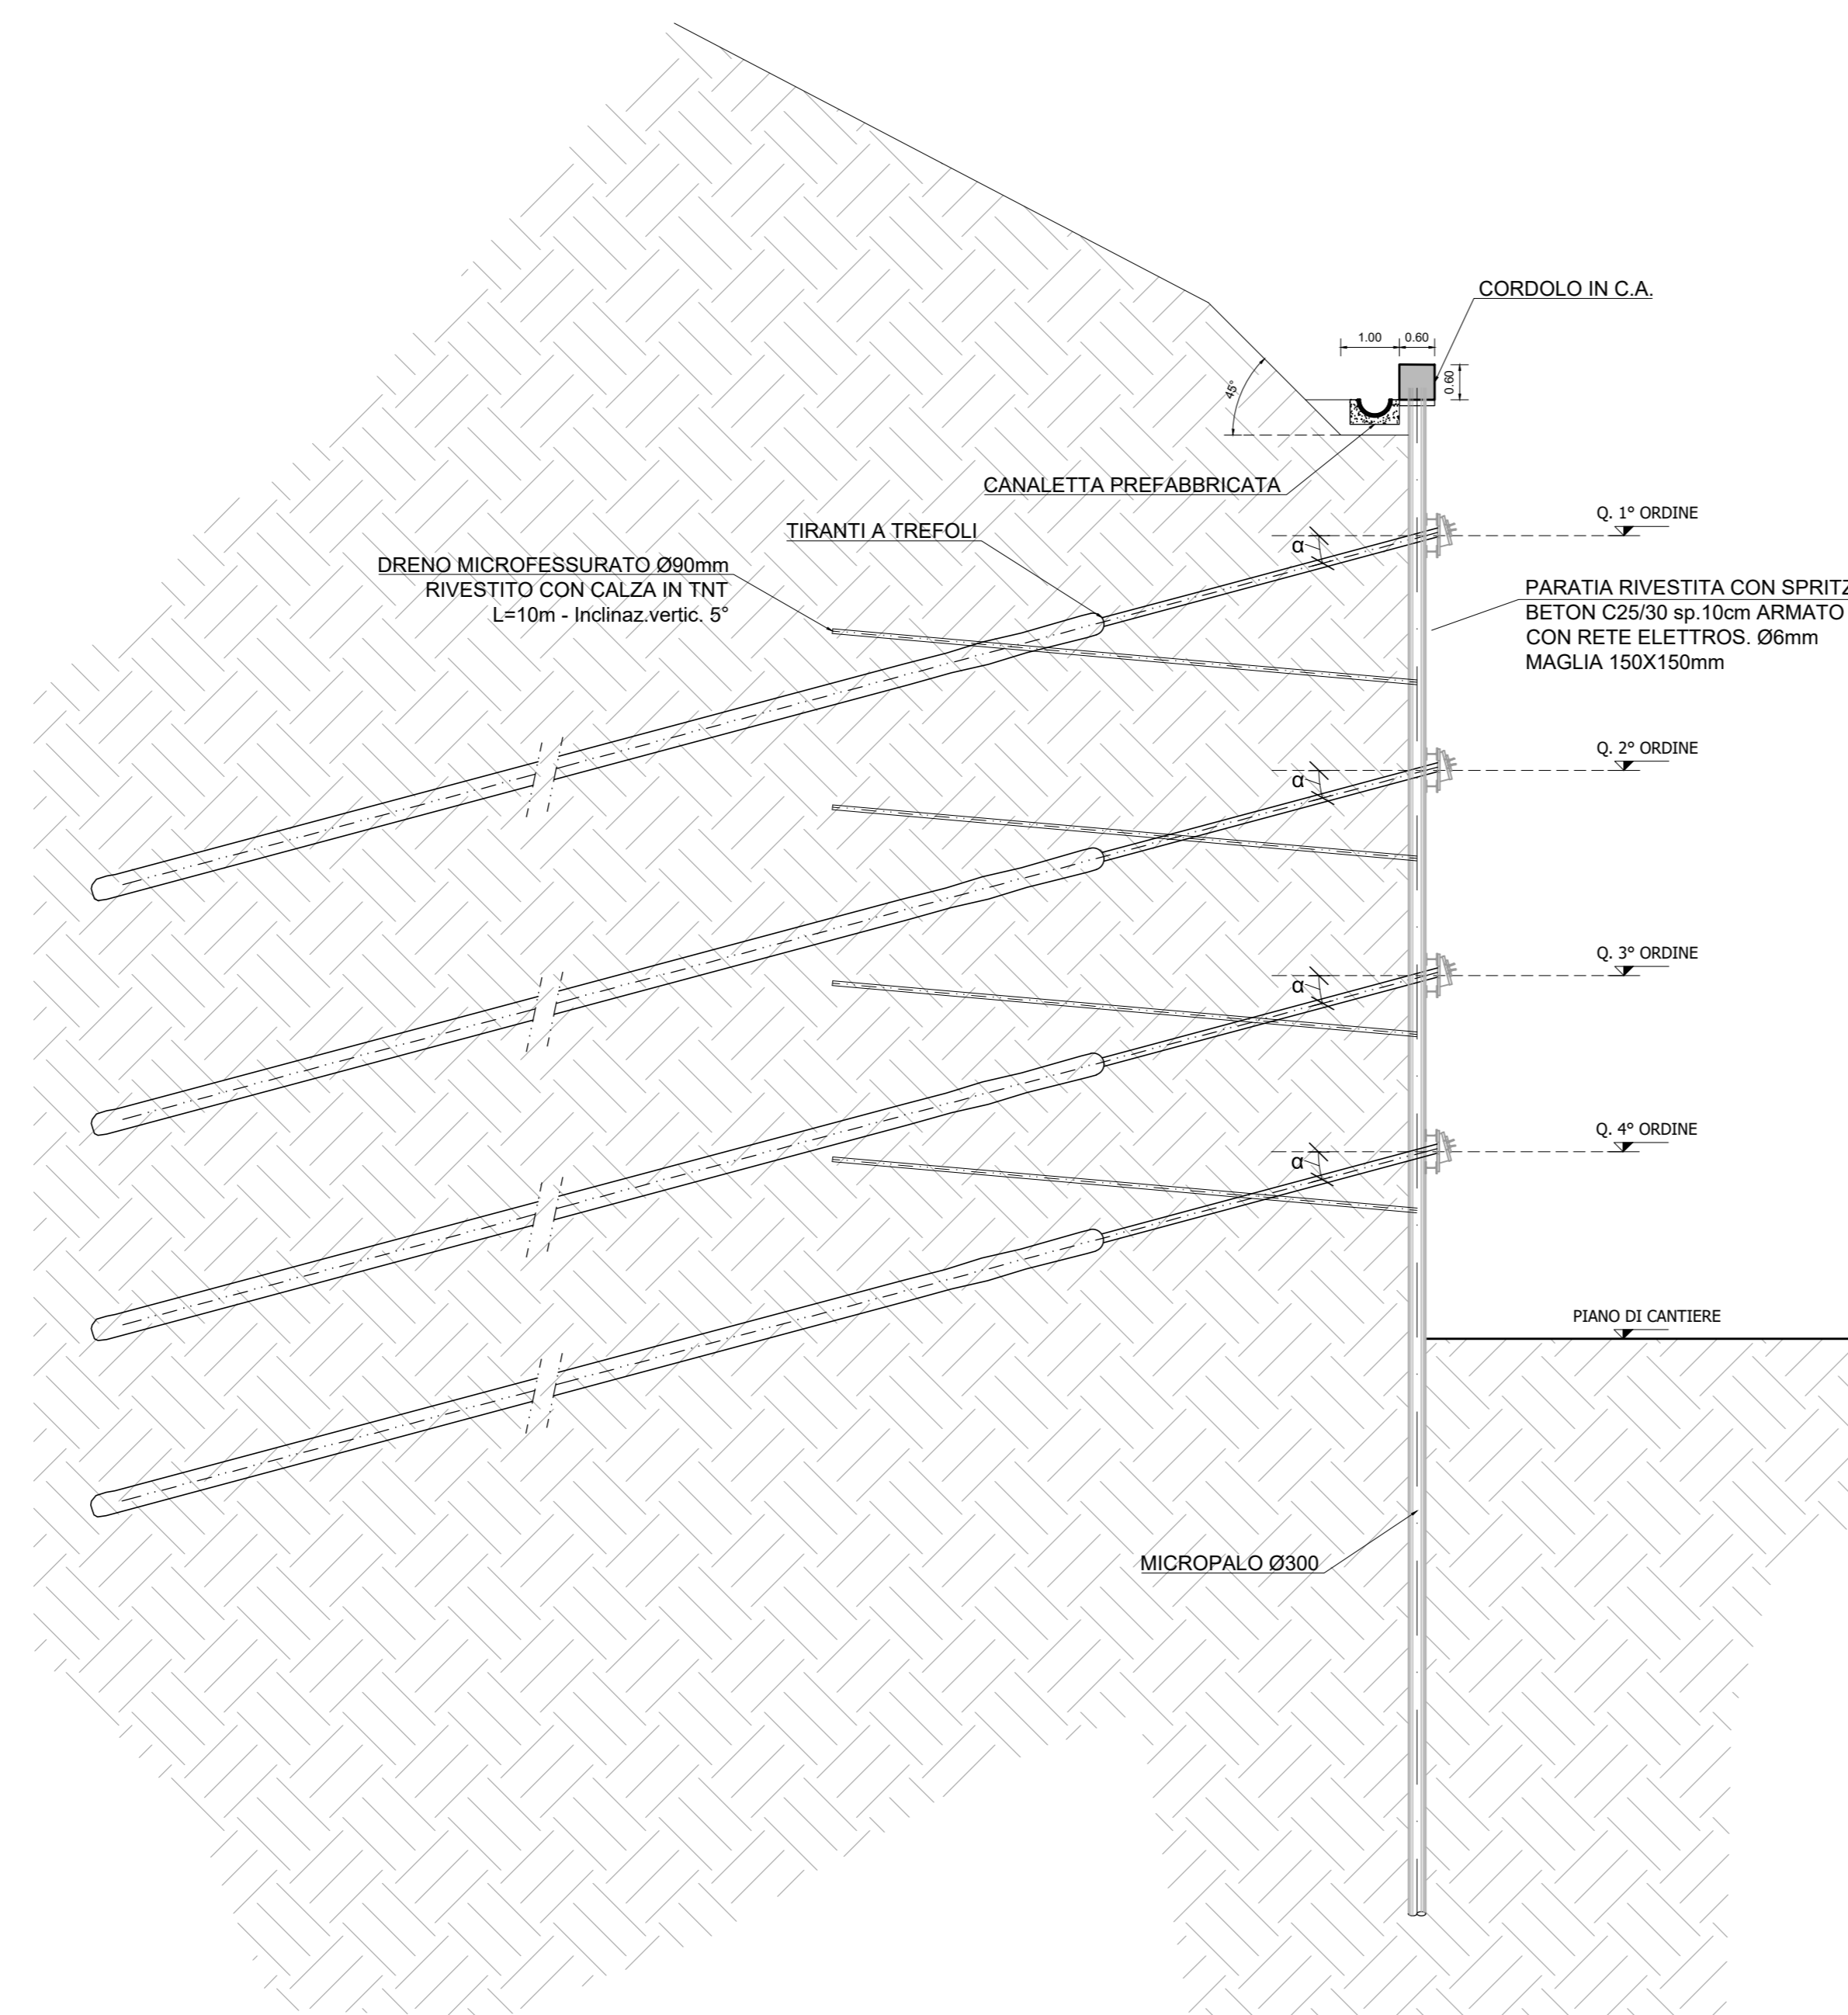 CORDOLO IN C.A.
1.00
0.60
0.60
45°
CANALETTA PREFABBRICATA
Q. 1° ORDINE
TIRANTI A TREFOLI
α
DRENO MICROFESSURATO Ø90mm
RIVESTITO CON CALZA IN TNT
L=10m - Inclinaz.vertic. 5°
PARATIA RIVESTITA CON SPRITZ
BETON C25/30 sp.10cm ARMATO
CON RETE ELETTROS. Ø6mm
MAGLIA 150X150mm
Q. 2° ORDINE
α
Q. 3° ORDINE
α
Q. 4° ORDINE
α
PIANO DI CANTIERE
MICROPALO Ø300